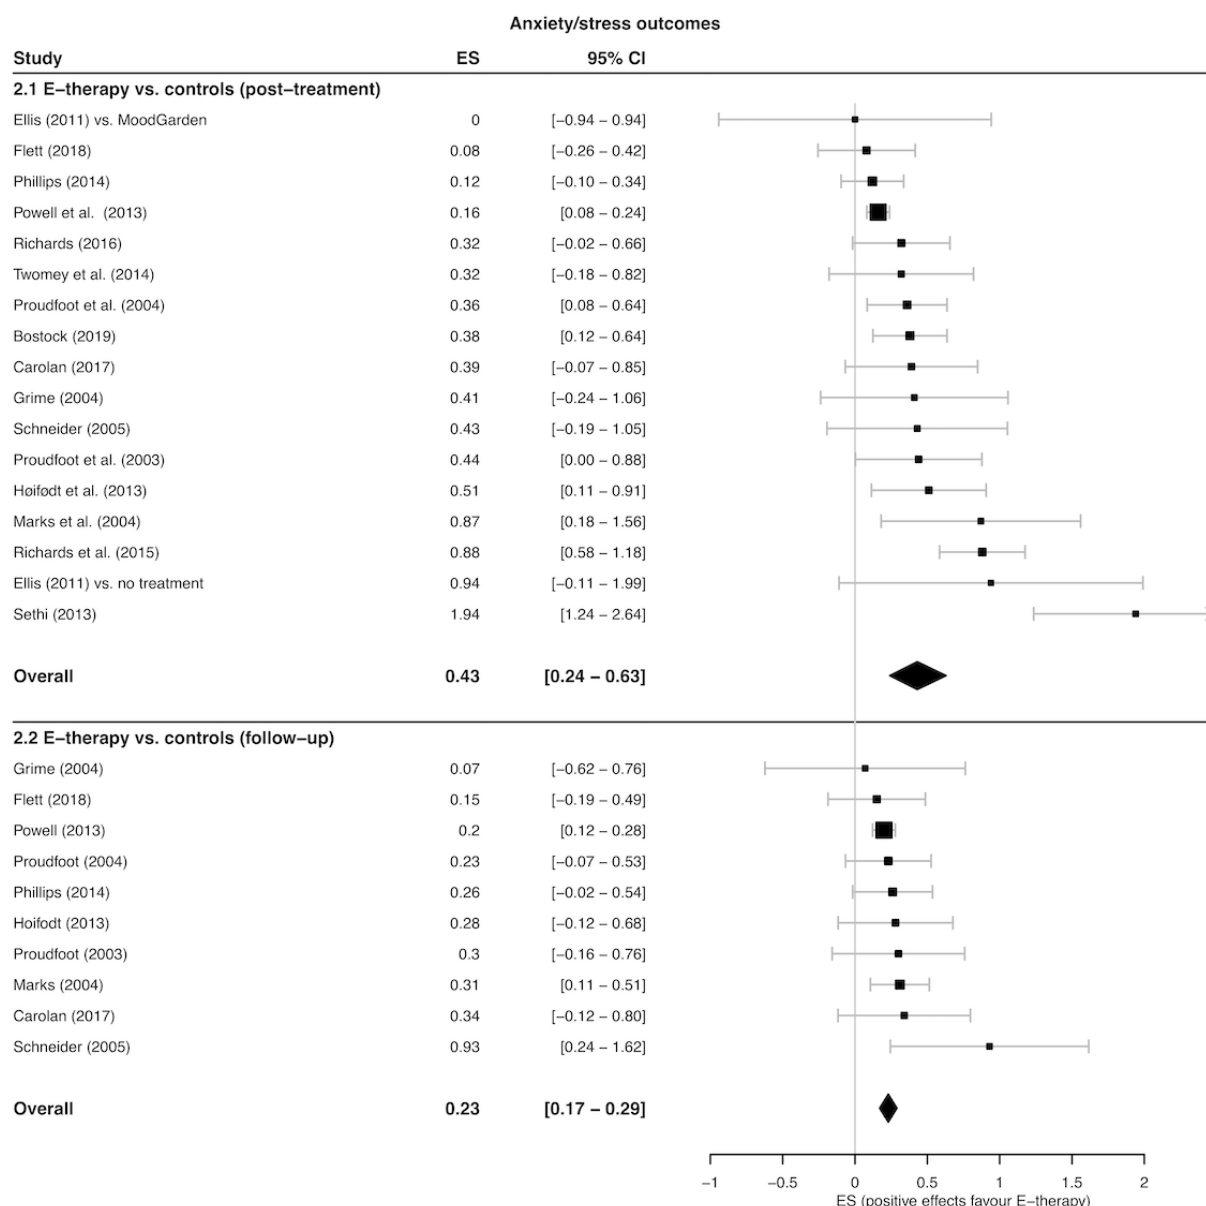 Anxiety/stress outcomes
Study ES 95% CI
2.1 E−therapy vs. controls (post−treatment)
Ellis (2011) vs. MoodGarden 0 [−0.94 − 0.94]
Flett (2018) 0.08 [−0.26 − 0.42]
Phillips (2014) 0.12 [−0.10 − 0.34]
Powell et al. (2013) 0.16 [0.08 − 0.24]
Richards (2016) 0.32 [−0.02 − 0.66]
Twomey et al. (2014) 0.32 [−0.18 − 0.82]
Proudfoot et al. (2004) 0.36 [0.08 − 0.64]
Bostock (2019) 0.38 [0.12 − 0.64]
Carolan (2017) 0.39 [−0.07 − 0.85]
Grime (2004) 0.41 [−0.24 − 1.06]
Schneider (2005) 0.43 [−0.19 − 1.05]
Proudfoot et al. (2003) 0.44 [0.00 − 0.88]
Høifødt et al. (2013) 0.51 [0.11 − 0.91]
Marks et al. (2004) 0.87 [0.18 − 1.56]
Richards et al. (2015) 0.88 [0.58 − 1.18]
Ellis (2011) vs. no treatment 0.94 [−0.11 − 1.99]
Sethi (2013) 1.94 [1.24 − 2.64]
Overall 0.43 [0.24 − 0.63]
2.2 E−therapy vs. controls (follow−up)
Grime (2004) 0.07 [−0.62 − 0.76]
Flett (2018) 0.15 [−0.19 − 0.49]
Powell (2013) 0.2 [0.12 − 0.28]
Proudfoot (2004) 0.23 [−0.07 − 0.53]
Phillips (2014) 0.26 [−0.02 − 0.54]
Hoifodt (2013) 0.28 [−0.12 − 0.68]
Proudfoot (2003) 0.3 [−0.16 − 0.76]
Marks (2004) 0.31 [0.11 − 0.51]
Carolan (2017) 0.34 [−0.12 − 0.80]
Schneider (2005) 0.93 [0.24 − 1.62]
Overall 0.23 [0.17 − 0.29]
−1 −0.5 0 0.5 1 1.5 2
ES (positive effects favour E−therapy)